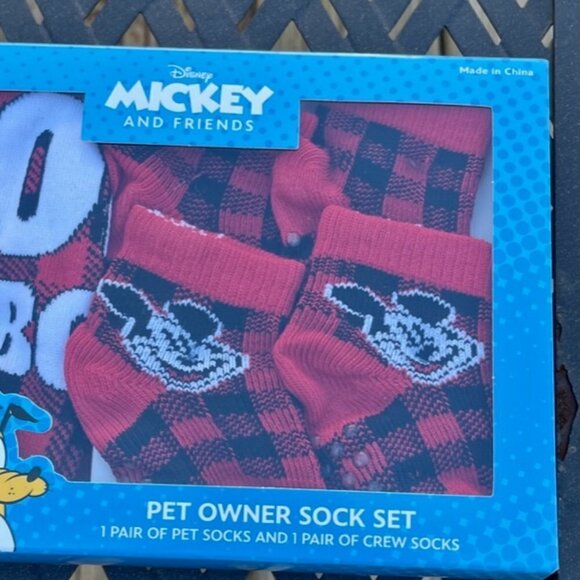 Made in China
Disney
MICKEY
AND FRIENDS
O
BO
PET OWNER SOCK SET
1 PAIR OF PET SOCKS AND 1 PAIR OF CREW SOCKS